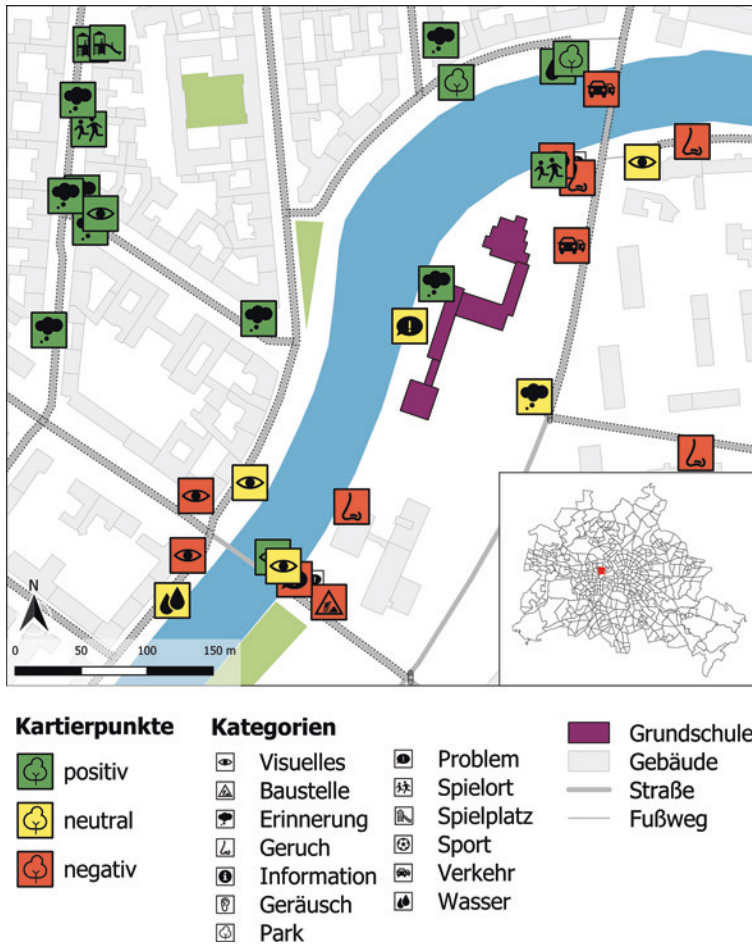 N
0 50 100 150 m
Kartierpunkte
positiv
neutral
negativ
Kategorien
Visuelles
Baustelle
Erinnerung
Geruch
Information
Geräusch
Park
Problem
Spielort
Spielplatz
Sport
Verkehr
Wasser
Grundschule
Gebäude
Straße
Fußweg